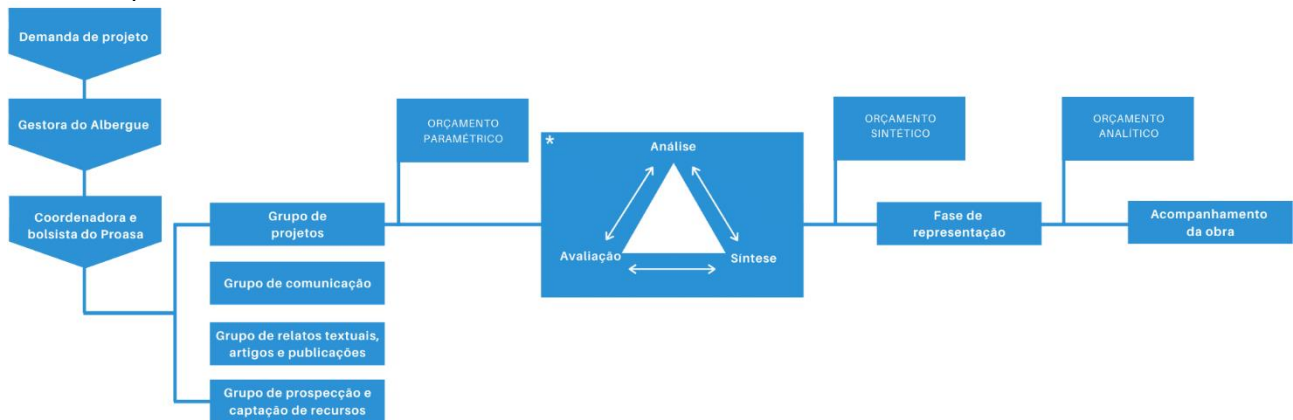 Demanda de projeto
Gestora do Albergue
Coordenadora e
bolsista do Proasa
Grupo de
projetos
Grupo de comunicação
Grupo de relatos textuais,
artigos e publicações
Grupo de prospecção e
captação de recursos
ORÇAMENTO
PARAMÉTRICO
*
Análise
Avaliação
Síntese
ORÇAMENTO
SINTÉTICO
Fase de
representação
ORÇAMENTO
ANALÍTICO
Acompanhamento
da obra